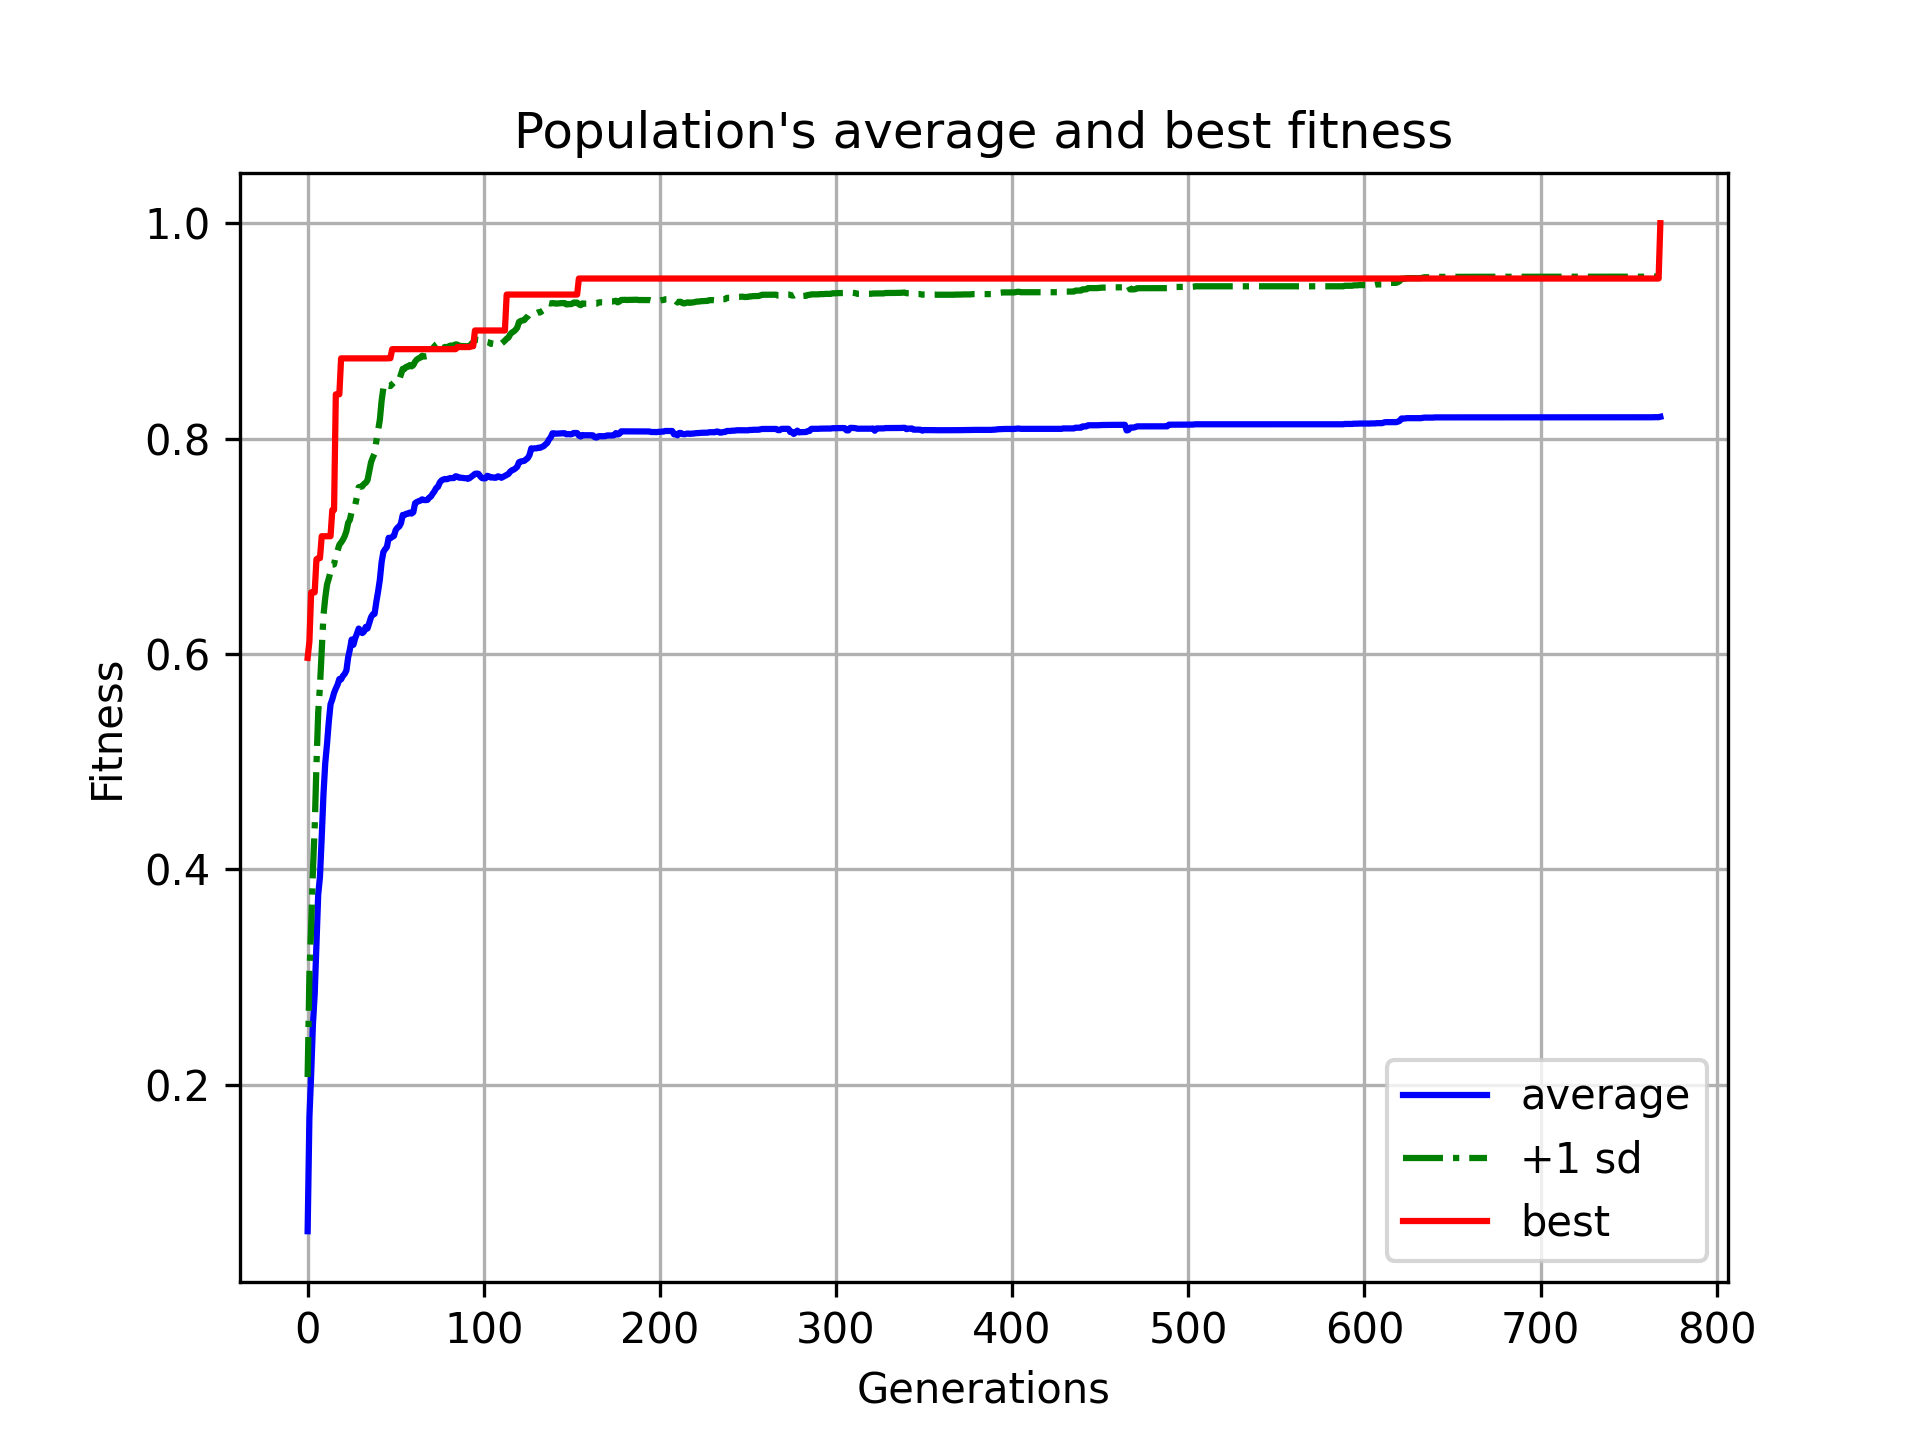 Population's average and best fitness
1.0
0.8
0.6
0.4
0.2
Fitness
average
+1 sd
best
0 100 200 300 400 500 600 700 800
Generations